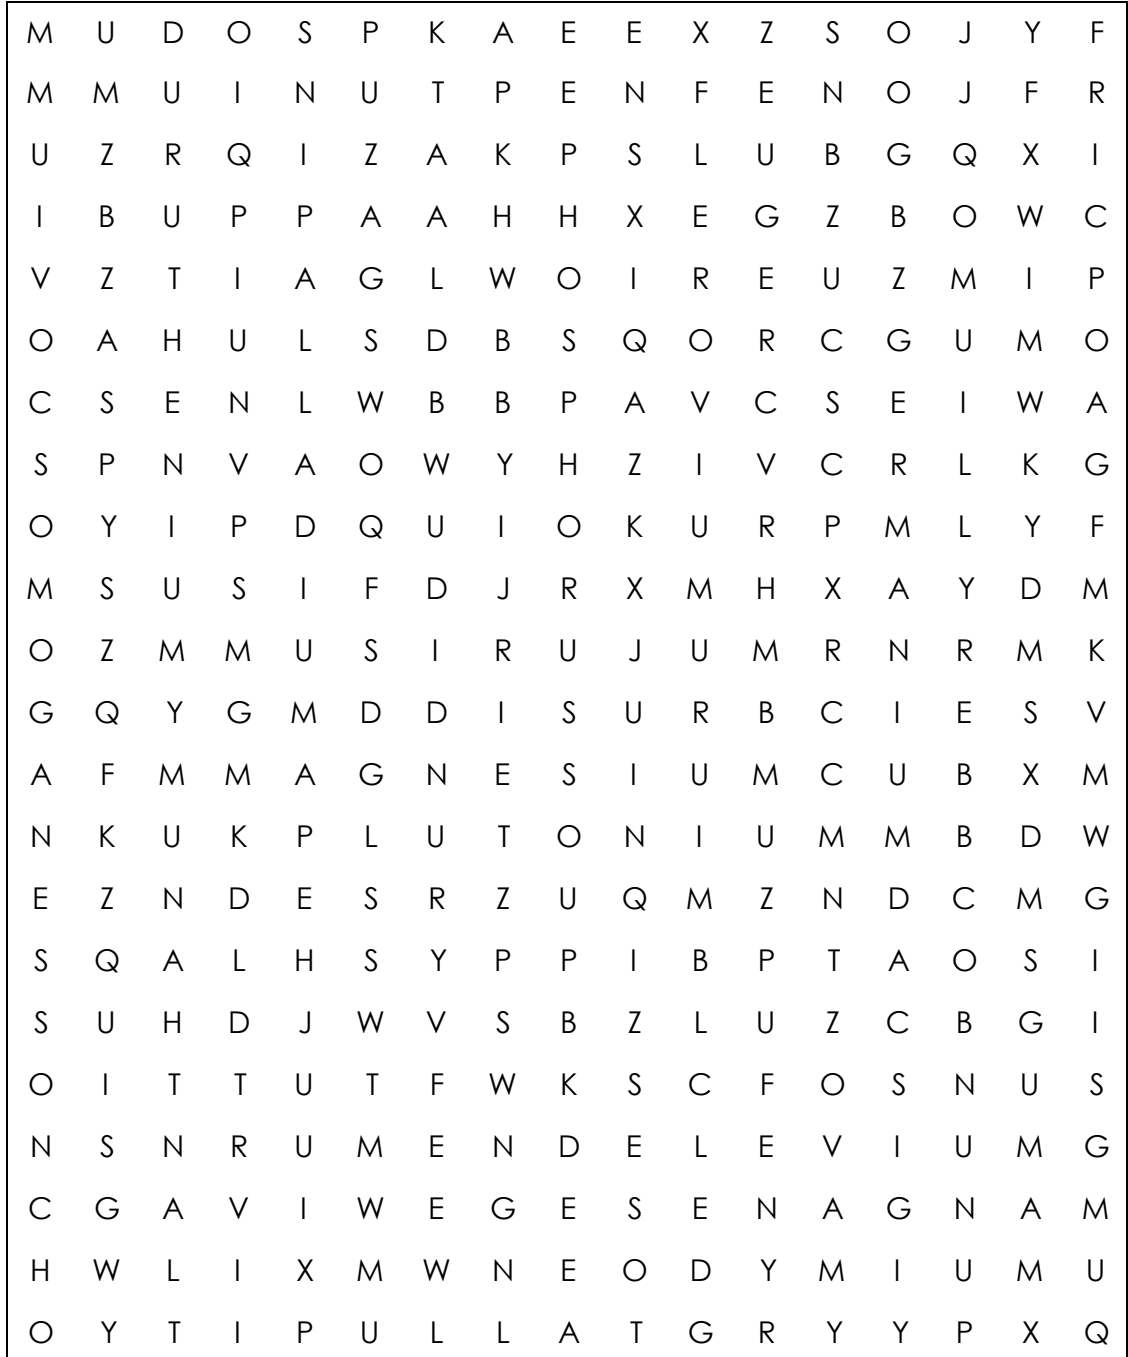 M U D O S P K A E E X Z S O J Y F
M M U I N U T P E N F E N O J F R
U Z R Q I Z A K P S L U B G Q X I
I B U P P A A H H X E G Z B O W C
V Z T I A G L W O I R E U Z M I P
O A H U L S D B S Q O R C G U M O
C S E N L W B B P A V C S E I W A
S P N V A O W Y H Z I V C R L K G
O Y I P D Q U I O K U R P M L Y F
M S U S I F D J R X M H X A Y D M
O Z M M U S I R U J U M R N R M K
G Q Y G M D D I S U R B C I E S V
A F M M A G N E S I U M C U B X M
N K U K P L U T O N I U M M B D W
E Z N D E S R Z U Q M Z N D C M G
S Q A L H S Y P P I B P T A O S I
S U H D J W V S B Z L U Z C B G I
O I T T U T F W K S C F O S N U S
N S N R U M E N D E L E V I U M G
C G A V I W E G E S E N A G N A M
H W L I X M W N E O D Y M I U M U
O Y T I P U L L A T G R Y Y P X Q